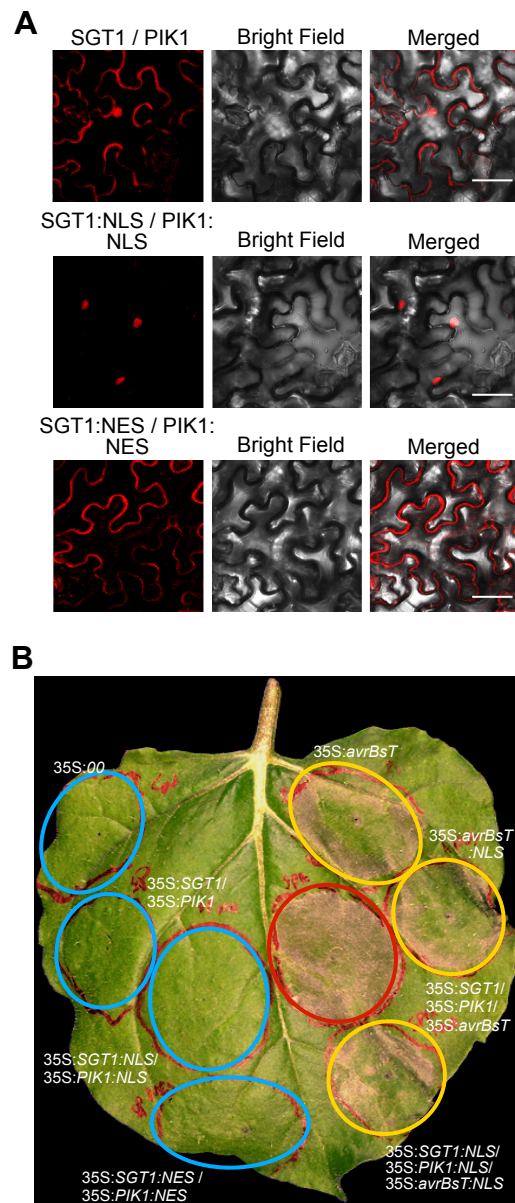 A
SGT1 / PIK1
Bright Field
Merged
SGT1:NLS / PIK1:
NLS
Bright Field
Merged
SGT1:NES / PIK1:
NES
Bright Field
Merged
B
35S:00
35S:avrBsT
35S:avrBsT
:NLS
35S:SGT1/
35S:PIK1
35S:SGT1/
35S:PIK1/
35S:avrBsT
35S:SGT1:NLS/
35S:PIK1:NLS
35S:SGT1:NLS/
35S:PIK1:NLS/
35S:avrBsT:NLS
35S:SGT1:NES /
35S:PIK1:NES